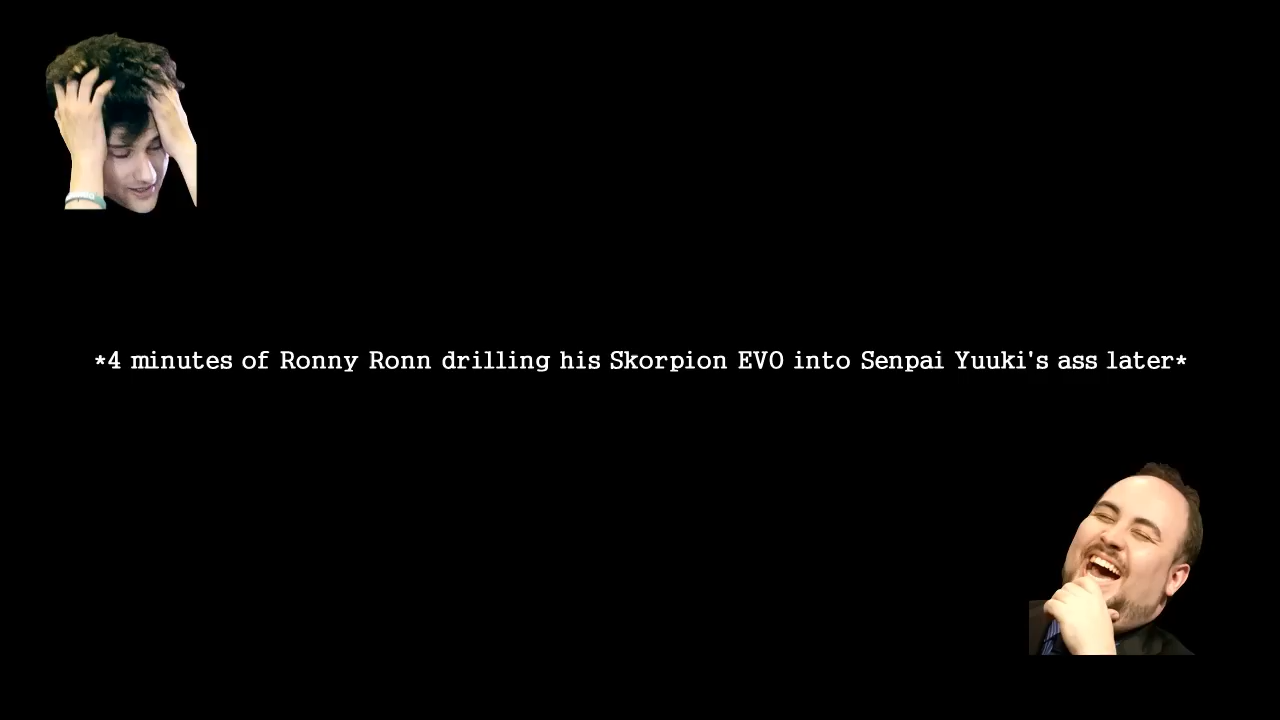 *4 minutes of Ronny Ronn drilling his Skorpion EVO into Senpai Yuuki's ass later*